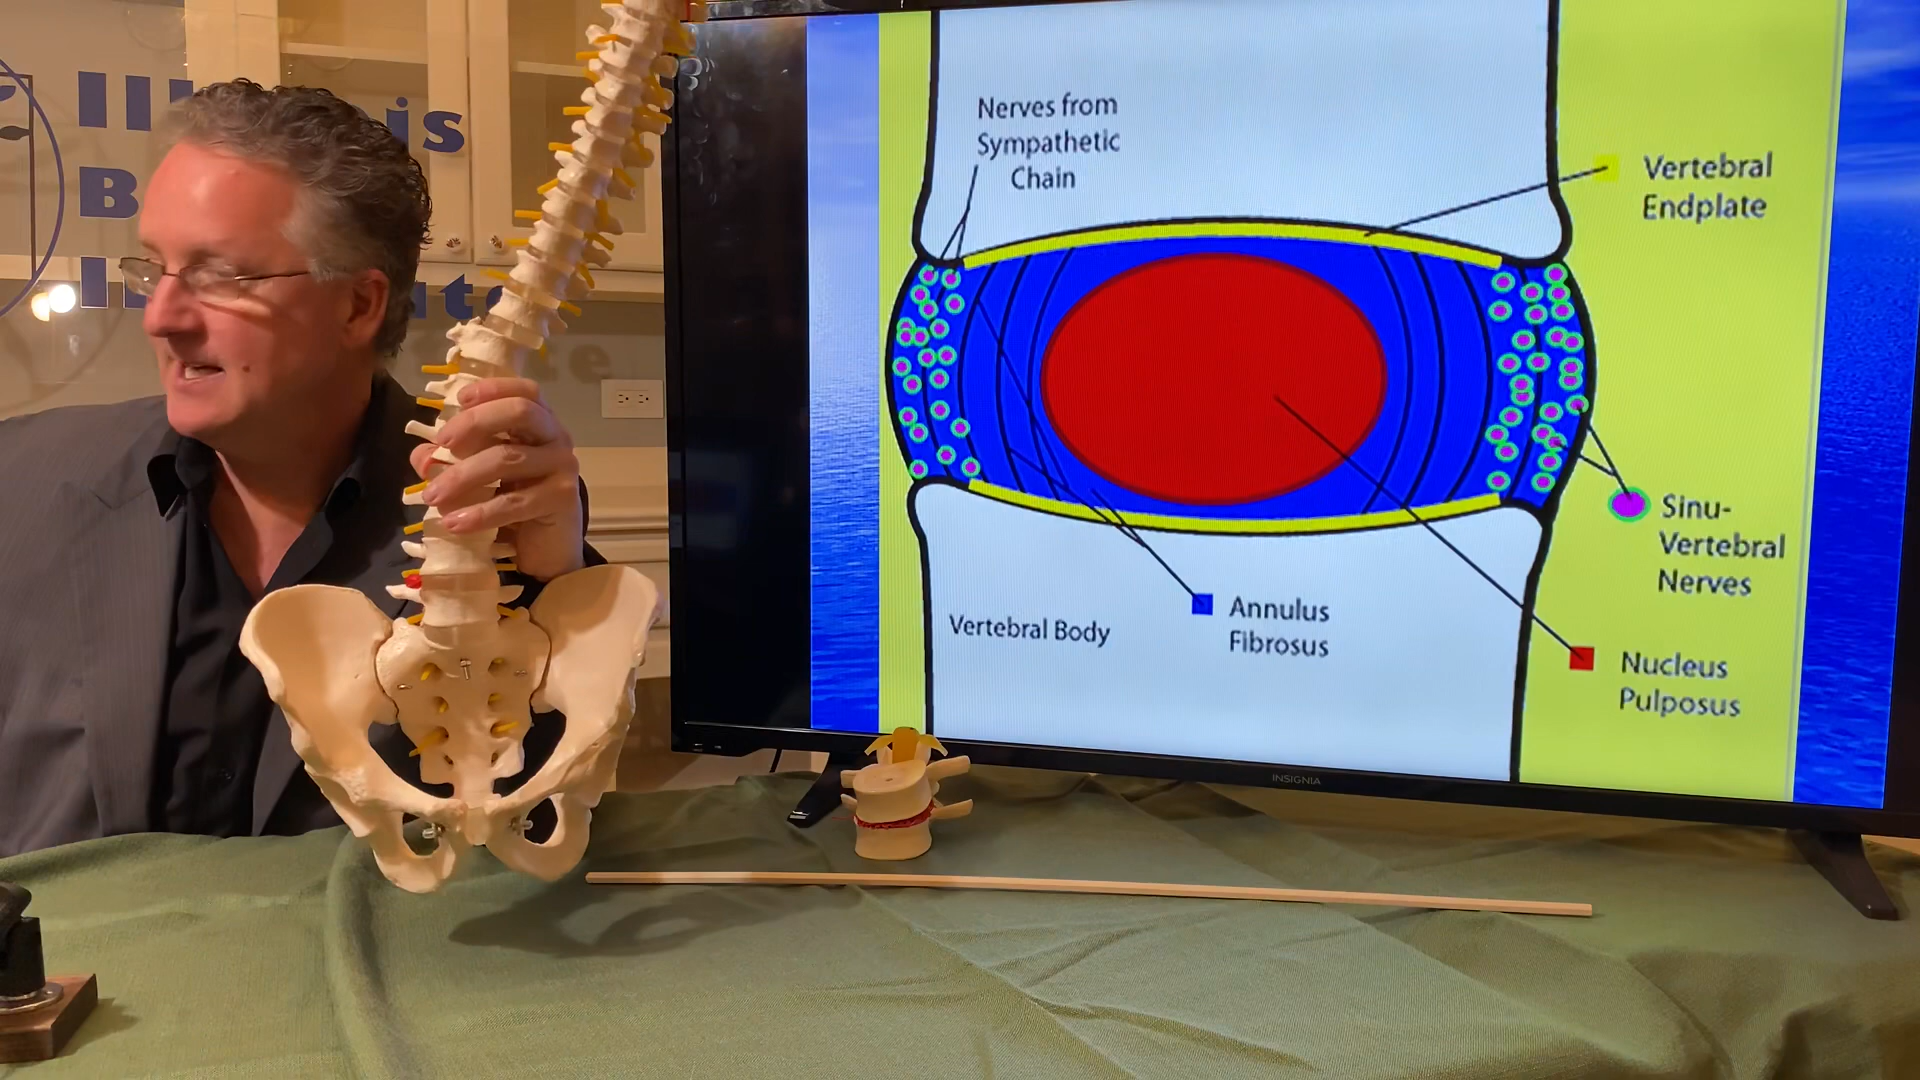 Nerves from
Sympathetic
Chain
Vertebral
Endplate
Sinu-
Vertebral
Nerves
Annulus
Fibrosus
Vertebral Body
Nucleus
Pulposus
INSIGNIA